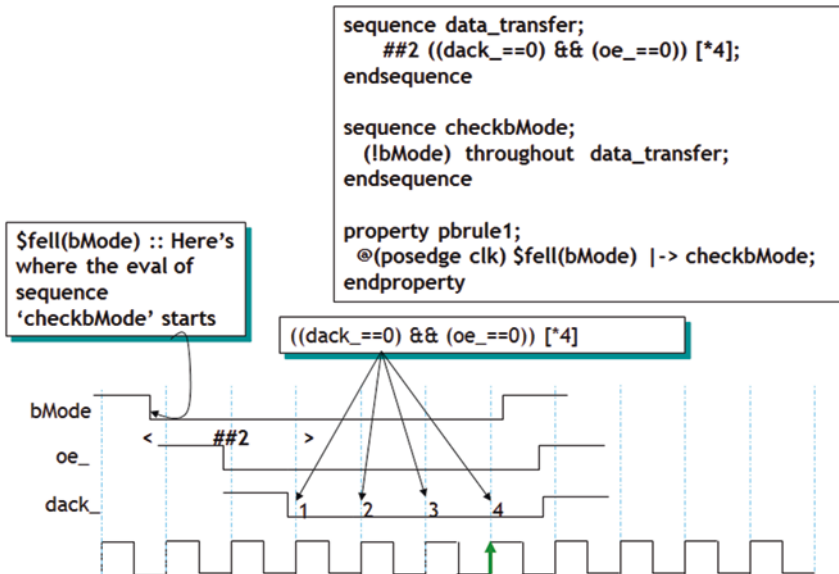 sequence data_transfer;
##2 ((dack_==0) && (oe_==0)) [*4];
endsequence
sequence checkbMode;
(!bMode) throughout data_transfer;
endsequence
property pbrule1;
@(posedge clk) $fell(bMode) |-> checkbMode;
endproperty
$fell(bMode) :: Here's
where the eval of
sequence
‘checkbMode’ starts
((dack_==0) && (oe_==0)) [*4]
bMode
< ##2 >
oe_
dack_
1 2 3 4